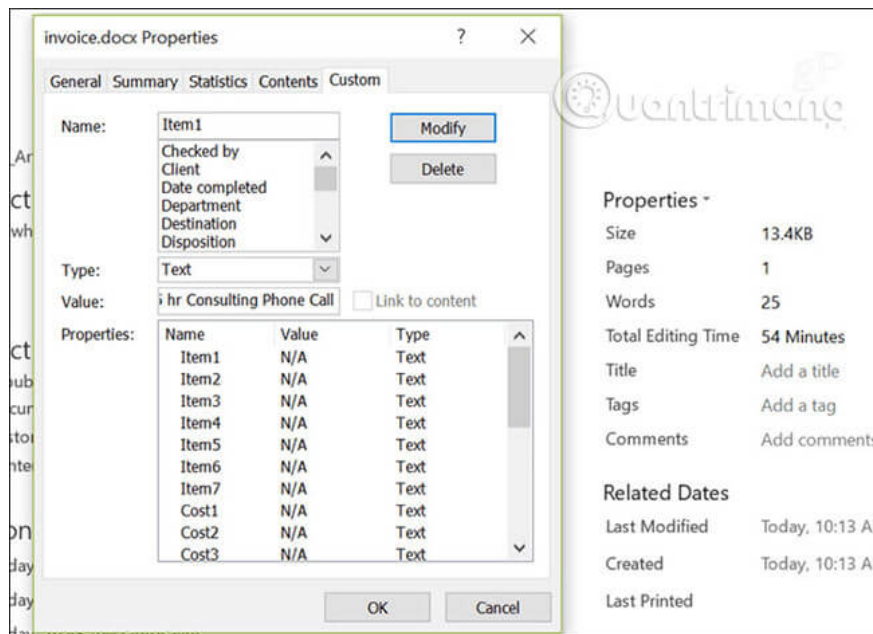 invoice.docx Properties ?
General Summary Statistics Contents Custom
Name: Item1 Modify
Checked by
Client
Date completed
Department
Destination
Disposition
Delete
Type: Text
Value: hr Consulting Phone Call Link to content
Properties: Name Value Type
Item1 N/A Text
Item2 N/A Text
Item3 N/A Text
Item4 N/A Text
Item5 N/A Text
Item6 N/A Text
Item7 N/A Text
Cost1 N/A Text
Cost2 N/A Text
Cost3 N/A Text
OK Cancel
Quantrimang
Properties
Size 13.4KB
Pages 1
Words 25
Total Editing Time 54 Minutes
Title Add a title
Tags Add a tag
Comments Add comments
Related Dates
Last Modified Today, 10:13 A
Created Today, 10:13 A
Last Printed